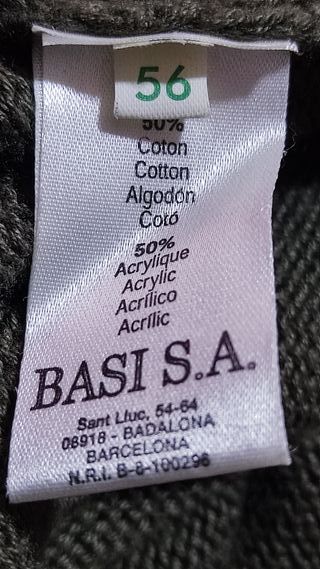 56
50%
Coton
Cotton
Algodón
Cotó
50%
Acrylique
Acrylic
Acrílico
Acrílic
BASI S.A.
Sant Lluc, 54-64
08918 - BADALONA
BARCELONA
N.R.I. B-8-100296